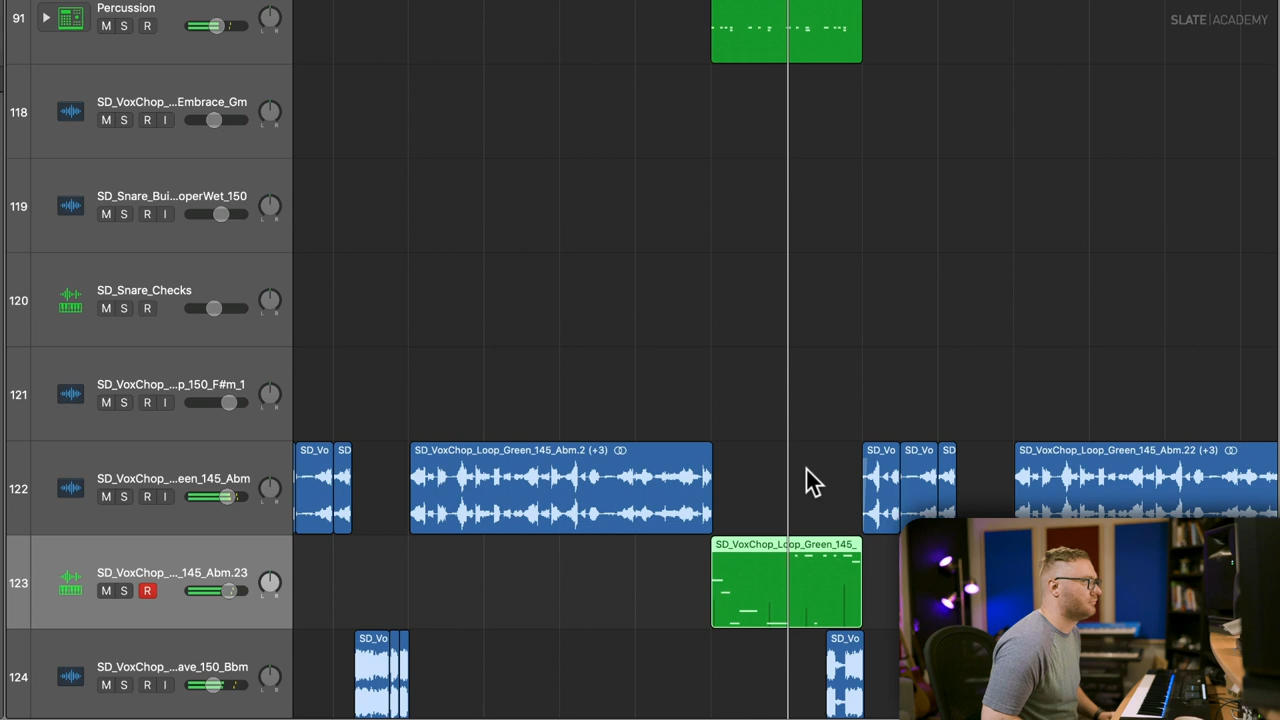 91
Percussion
M S R
L R
SLATE|ACADEMY
118
SD_VoxChop_...Embrace_Gm
M S R I
L R
119
SD_Snare_Bui...operWet_150
M S R I
L R
120
SD_Snare_Checks
M S R
L R
121
SD_VoxChop_...p_150_F#m_1
M S R I
L R
122
SD_VoxChop_...een_145_Abm
M S R I
L R
SD_Vo
SD
SD_VoxChop_Loop_Green_145_Abm.2 (+3)
SD_Vo
SD_Vo
SD
SD_VoxChop_Loop_Green_145_Abm.22 (+3)
123
SD_VoxChop_..._145_Abm.23
M S R
L R
SD_VoxChop_Loop_Green_145_
124
SD_VoxChop_...ave_150_Bbm
M S R I
L R
SD_Vo
SD_Vo